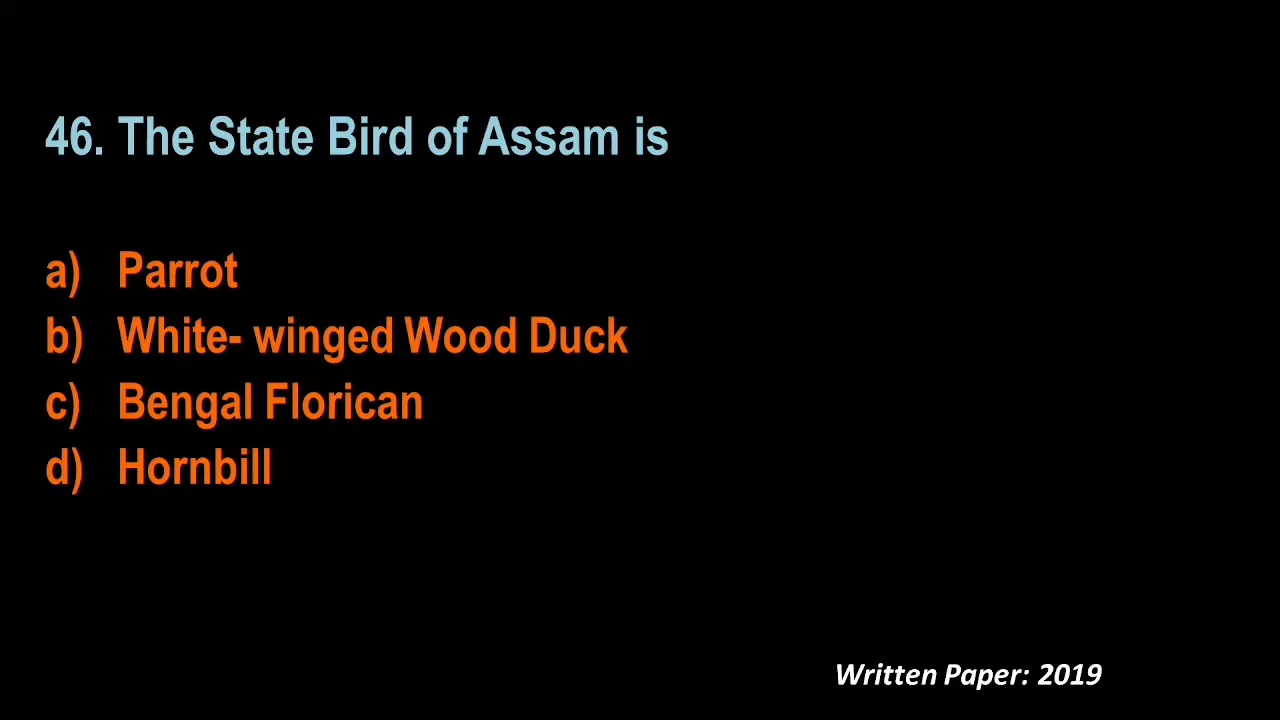 46. The State Bird of Assam is
a) Parrot
b) White- winged Wood Duck
c) Bengal Florican
d) Hornbill
Written Paper: 2019